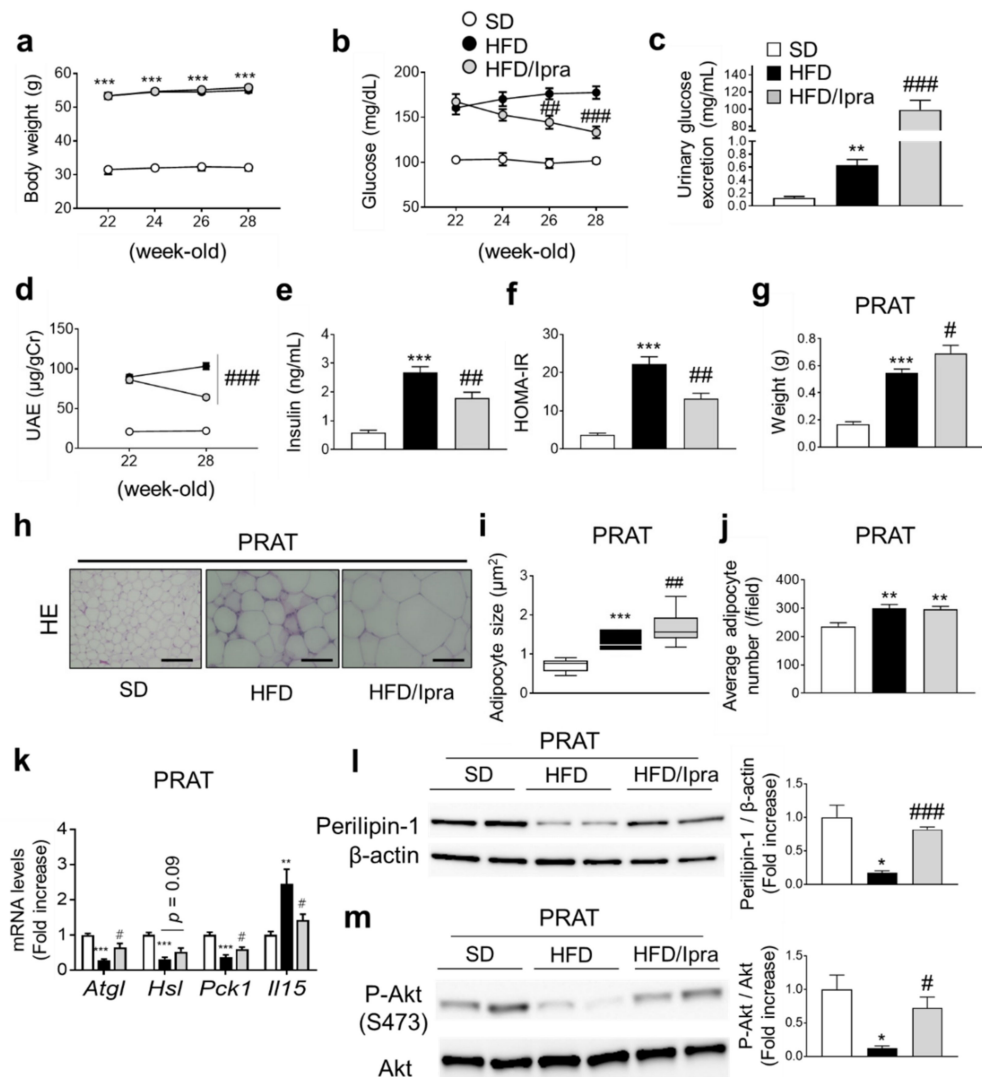 a
Body weight (g)
60
50
40
30
20
***
***
***
***
22
24
26
28
(week-old)
b
SD
HFD
HFD/Ipra
Glucose (mg/dL)
200
150
100
50
##
###
22
24
26
28
(week-old)
c
SD
HFD
HFD/Ipra
Urinary glucose
excretion (mg/mL)
140
120
100
80
1.0
0.8
0.6
0.4
0.2
0.0
**
###
d
UAE (μg/gCr)
150
100
50
0
###
22
28
(week-old)
e
Insulin (ng/mL)
4
3
2
1
0
***
##
f
HOMA-IR
30
20
10
0
***
##
g
PRAT
Weight (g)
0.8
0.6
0.4
0.2
0.0
***
#
h
PRAT
HE
SD
HFD
HFD/Ipra
i
PRAT
Adipocyte size (μm²)
3
2
1
0
***
##
j
PRAT
Average adipocyte
number (/field)
400
300
200
100
0
**
**
k
PRAT
mRNA levels
(Fold increase)
4
3
2
1
0
***
#
***
p = 0.09
***
#
**
#
Atgl
Hsl
Pck1
Il15
l
PRAT
SD
HFD
HFD/Ipra
Perilipin-1
β-actin
Perilipin-1 / β-actin
(Fold increase)
1.5
1.0
0.5
0.0
*
###
m
PRAT
SD
HFD
HFD/Ipra
P-Akt
(S473)
Akt
P-Akt / Akt
(Fold increase)
1.5
1.0
0.5
0.0
*
#